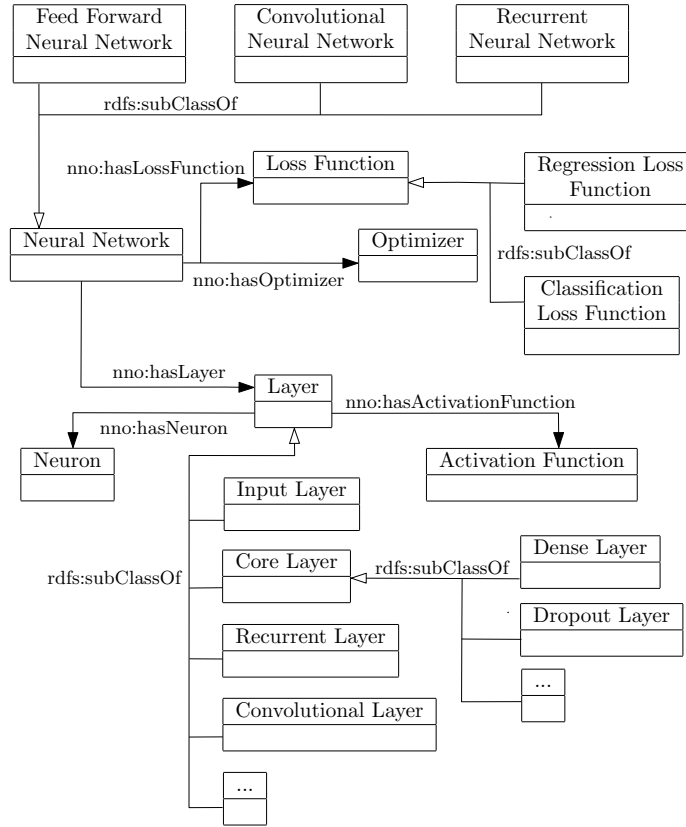 Feed Forward
Neural Network
Convolutional
Neural Network
Recurrent
Neural Network
rdfs:subClassOf
nno:hasLossFunction
Loss Function
Regression Loss
Function
Neural Network
Optimizer
rdfs:subClassOf
nno:hasOptimizer
Classification
Loss Function
nno:hasLayer
Layer
nno:hasActivationFunction
nno:hasNeuron
Neuron
Activation Function
Input Layer
Dense Layer
Core Layer
rdfs:subClassOf
rdfs:subClassOf
Dropout Layer
Recurrent Layer
...
Convolutional Layer
...